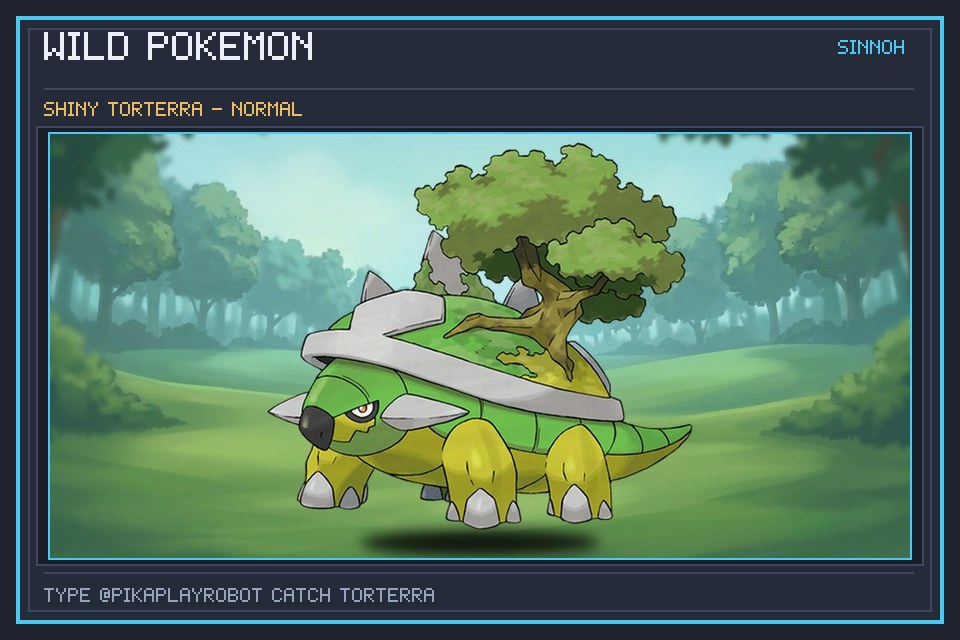 WILD POKEMON
SINNOH
SHINY TORTERRA - NORMAL
TYPE @PIKAPLAYROBOT CATCH TORTERRA